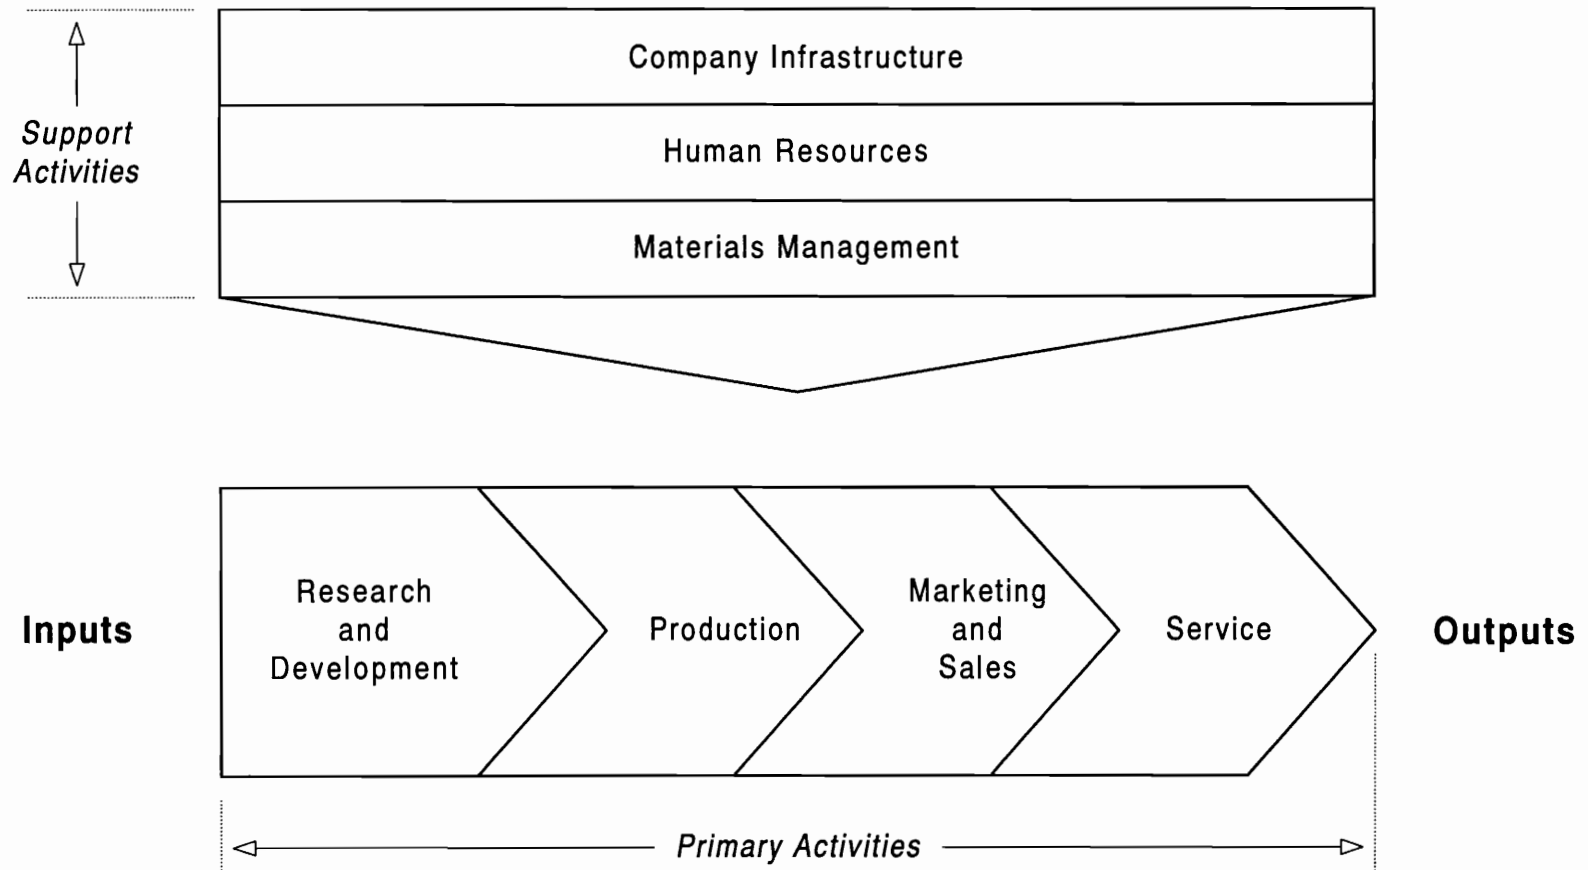 Company Infrastructure
Support
Activities
Human Resources
Materials Management
Inputs
Research
and
Development
Production
Marketing
and
Sales
Service
Outputs
Primary Activities